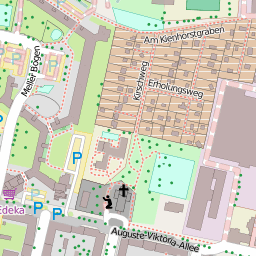 Am Kienhorstgraben
Meller Bogen
Kirschweg
Erholungsweg
P
P
P
P
Edeka
Auguste-Viktoria-Allee